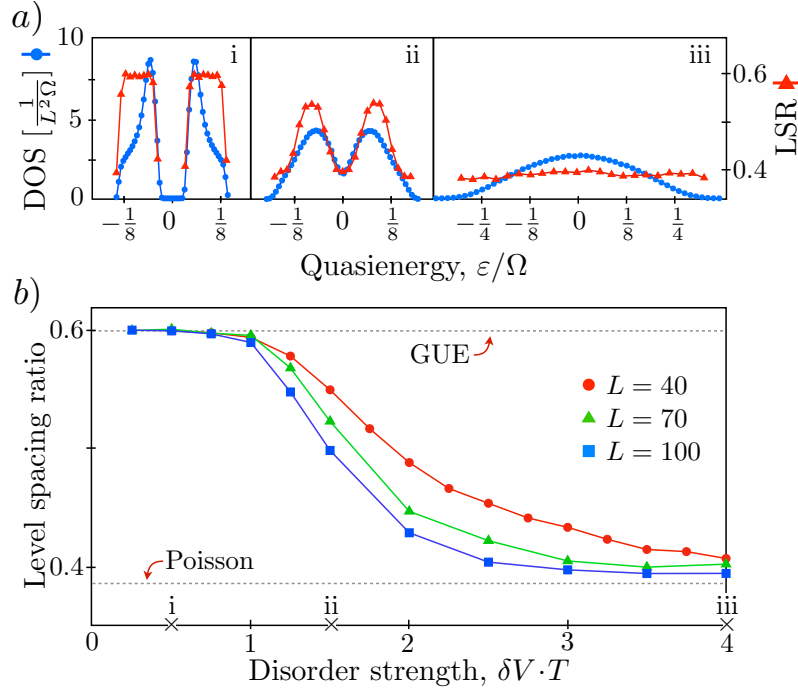 a)
DOS [1/L²Ω]
10
5
0
i
ii
iii
0.6
0.4
LSR
−1/8 0 1/8
−1/8 0 1/8
−1/4 −1/8 0 1/8 1/4
Quasienergy, ε/Ω
b)
Level spacing ratio
0.6
0.4
GUE
L = 40
L = 70
L = 100
Poisson
i ii iii
0 1 2 3 4
Disorder strength, δV·T